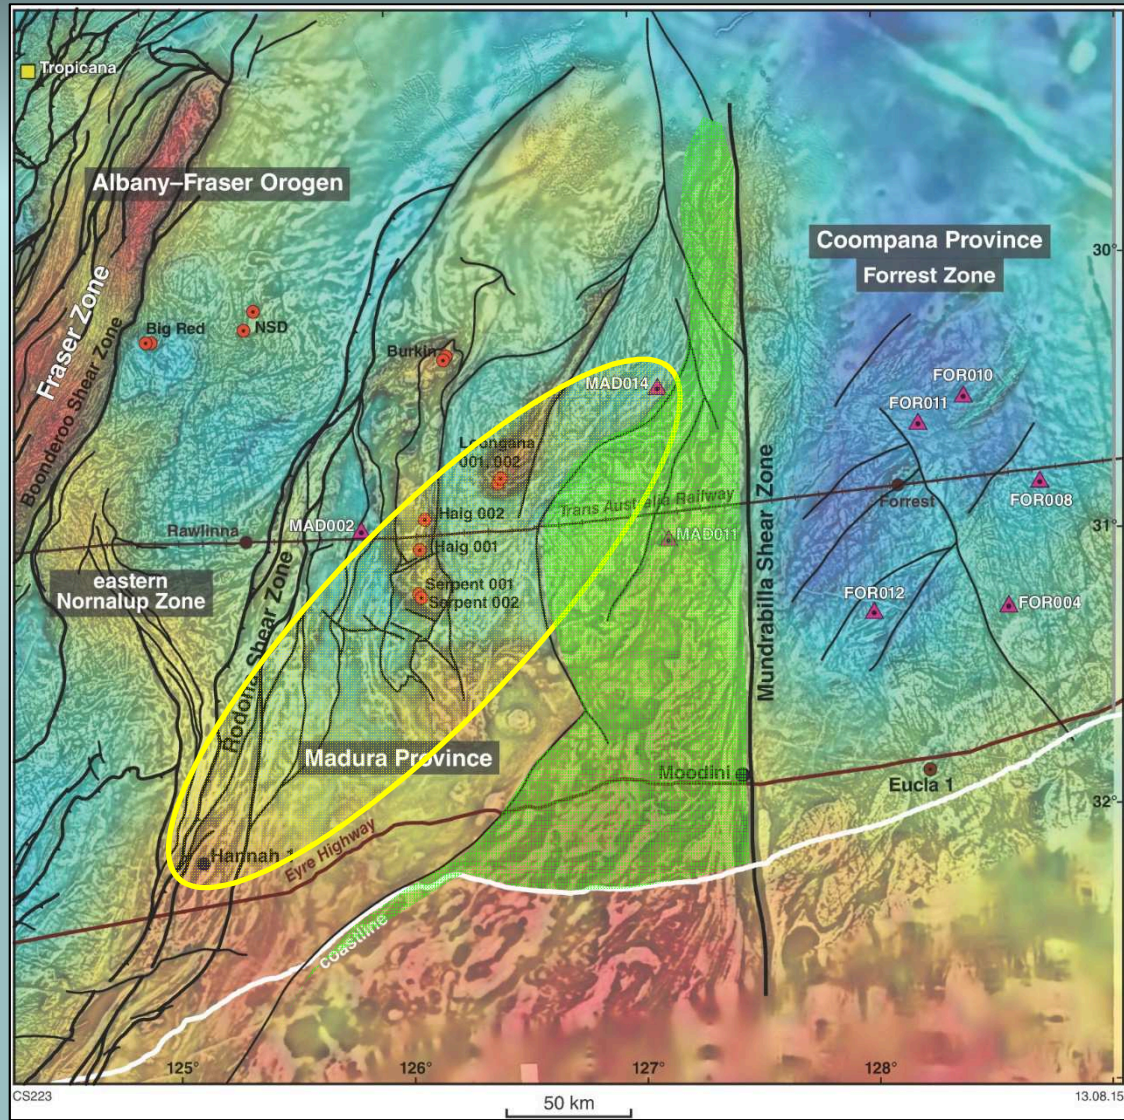 Tropicana
Albany–Fraser Orogen
Coompana Province
Forrest Zone
30°
Fraser Zone
Boonderoo Shear Zone
Big Red
NSD
Burkin
MAD014
FOR010
FOR011
Loongana
001, 002
Haig 002
Trans Australia Railway
Forrest
FOR008
Rawlinna
MAD002
31°
Haig 001
MAD011
eastern
Nornalup Zone
Serpent 001
Serpent 002
FOR012
FOR004
Rodona Shear Zone
Mundrabilla Shear Zone
Madura Province
Moodini
Eucla 1
32°
Hannah 1
Eyre Highway
coastline
125°
126°
127°
128°
CS223
50 km
13.08.15